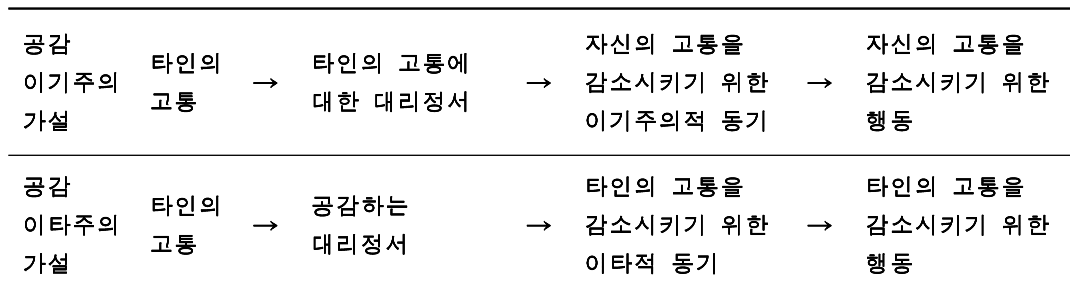 공감
이기주의
가설
타인의
고통
→
타인의 고통에
대한 대리정서
→
자신의 고통을
감소시키기 위한
이기주의적 동기
→
자신의 고통을
감소시키기 위한
행동
공감
이타주의
가설
타인의
고통
→
공감하는
대리정서
→
타인의 고통을
감소시키기 위한
이타적 동기
→
타인의 고통을
감소시키기 위한
행동